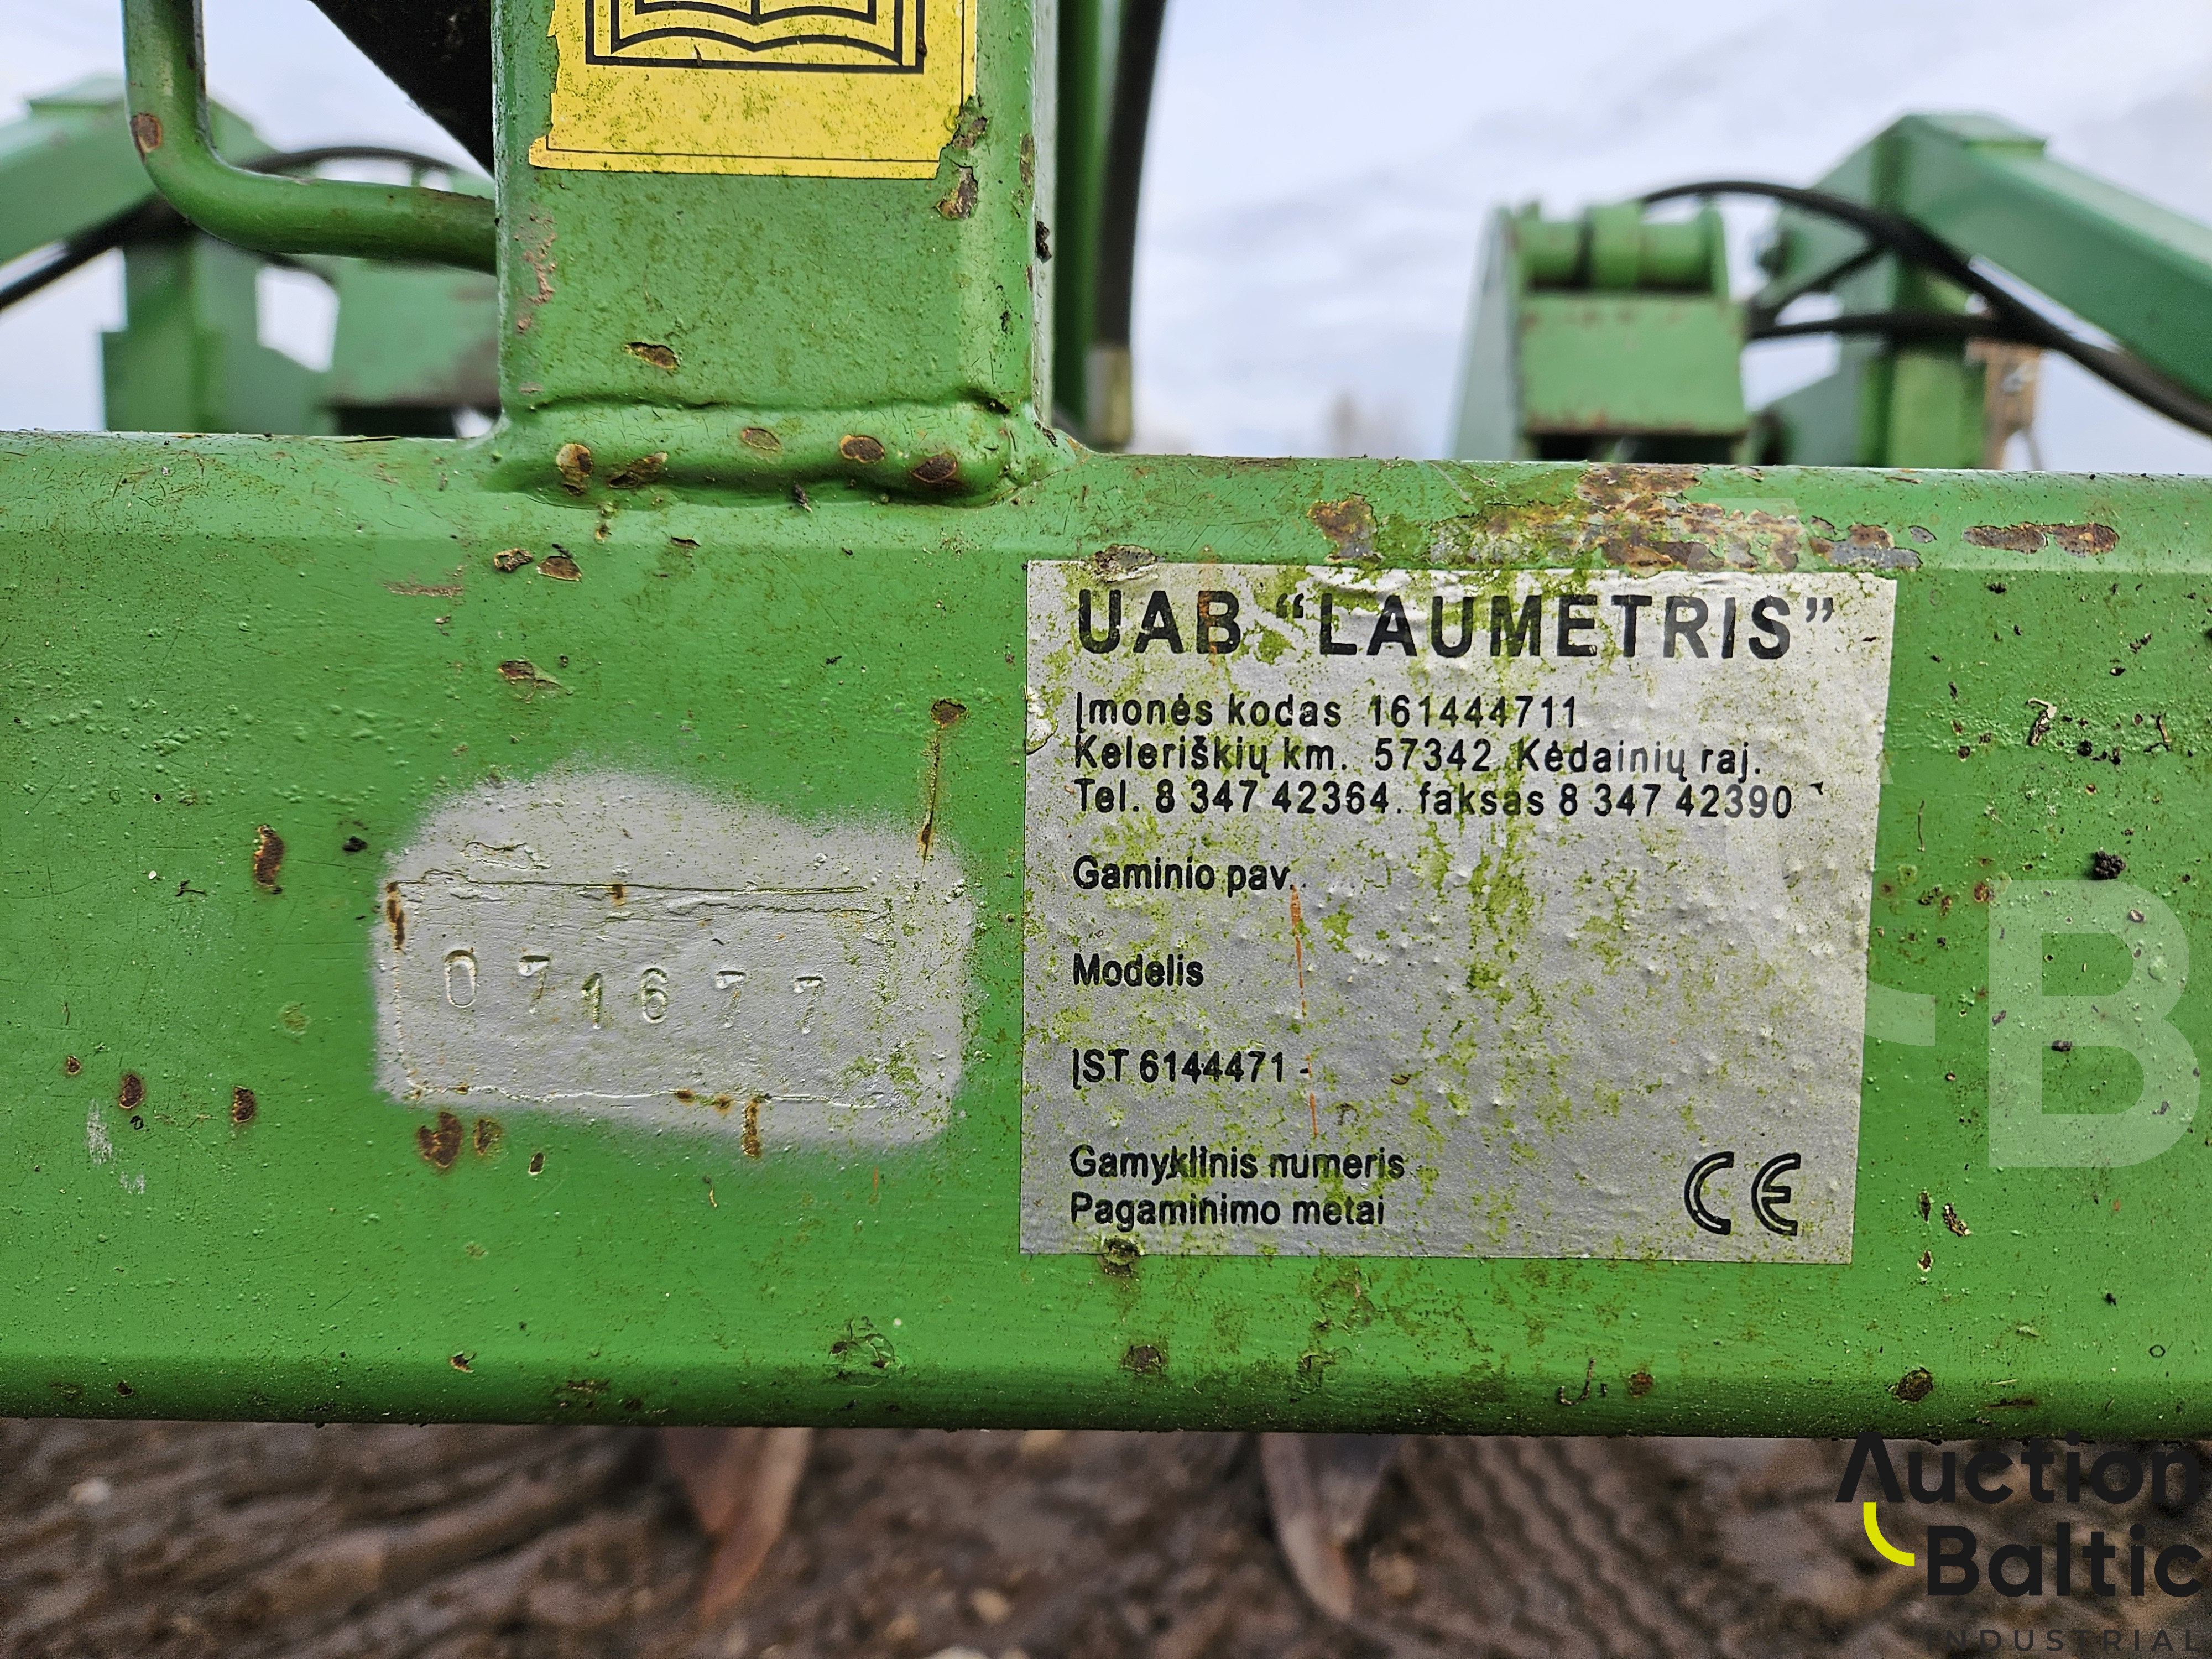 UAB “LAUMETRIS”
Įmonės kodas 161444711
Keleriškių km. 57342 Kėdainių raj.
Tel. 8 347 42364. faksas 8 347 42390
Gaminio pav.
Modelis
ĮST 6144471 -
Gamyklinis numeris
Pagaminimo metai
CE
071677
Auction
Baltic
INDUSTRIAL